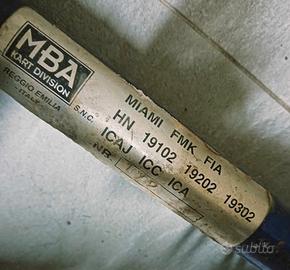 MBA
KART DIVISION
REGGIO EMILIA
ITALY
S.N.C.
MIAMI FMK FIA
HN 19102 19202 19302
ICAJ ICC ICA
NR
subito